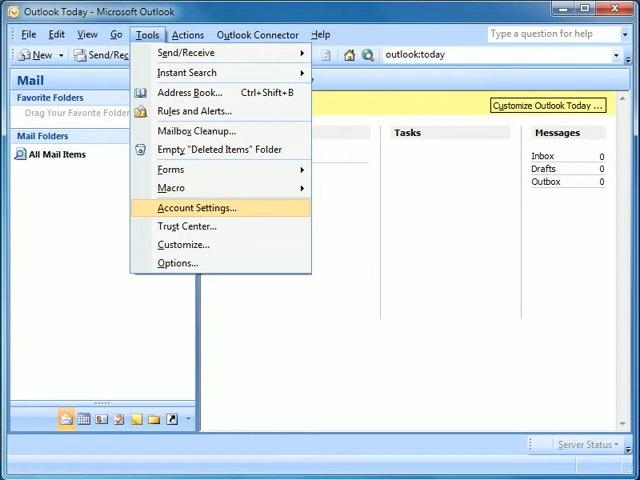 Outlook Today - Microsoft Outlook
File Edit View Go Tools Actions Outlook Connector Help Type a question for help
New Send/Rec outlook:today
Mail
Favorite Folders
Drag Your Favorite Folder
Mail Folders
All Mail Items
Send/Receive
Instant Search
Address Book... Ctrl+Shift+B
Rules and Alerts...
Mailbox Cleanup...
Empty "Deleted Items" Folder
Forms
Macro
Account Settings...
Trust Center...
Customize...
Options...
Customize Outlook Today ...
Tasks
Messages
Inbox 0
Drafts 0
Outbox 0
Server Status